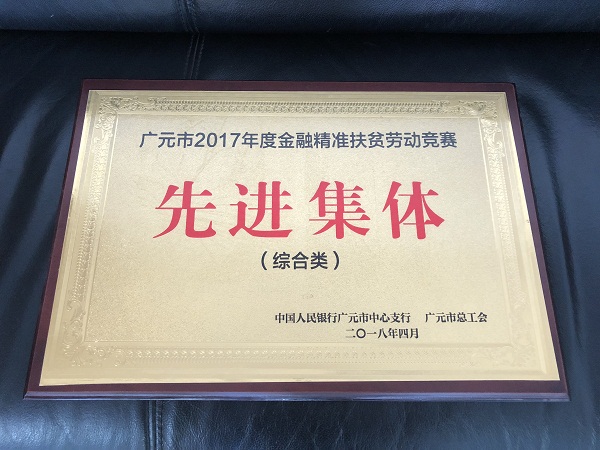 广元市2017年度金融精准扶贫劳动竞赛
先进集体
（综合类）
中国人民银行广元市中心支行 广元市总工会
二〇一八年四月